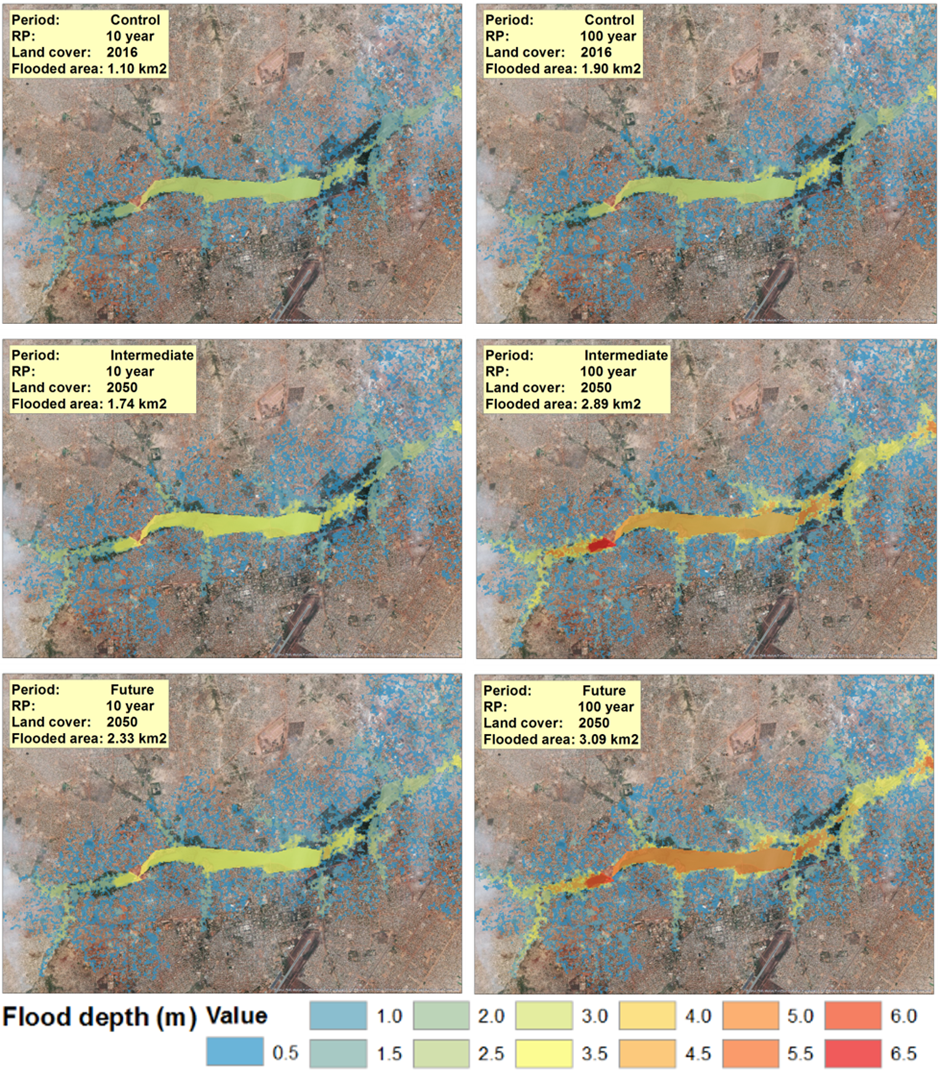 Period: Control
RP: 10 year
Land cover: 2016
Flooded area: 1.10 km2
Period: Control
RP: 100 year
Land cover: 2016
Flooded area: 1.90 km2
Period: Intermediate
RP: 10 year
Land cover: 2050
Flooded area: 1.74 km2
Period: Intermediate
RP: 100 year
Land cover: 2050
Flooded area: 2.89 km2
Period: Future
RP: 10 year
Land cover: 2050
Flooded area: 2.33 km2
Period: Future
RP: 100 year
Land cover: 2050
Flooded area: 3.09 km2
Flood depth (m) Value
1.0 2.0 3.0 4.0 5.0 6.0
0.5 1.5 2.5 3.5 4.5 5.5 6.5